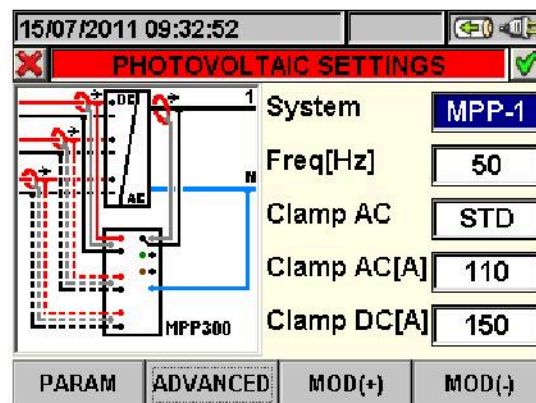 15/07/2011 09:32:52
PHOTOVOLTAIC SETTINGS
DC
1
N
AC
MPP300
System MPP-1
Freq[Hz] 50
Clamp AC STD
Clamp AC[A] 110
Clamp DC[A] 150
PARAM ADVANCED MOD(+) MOD(-)